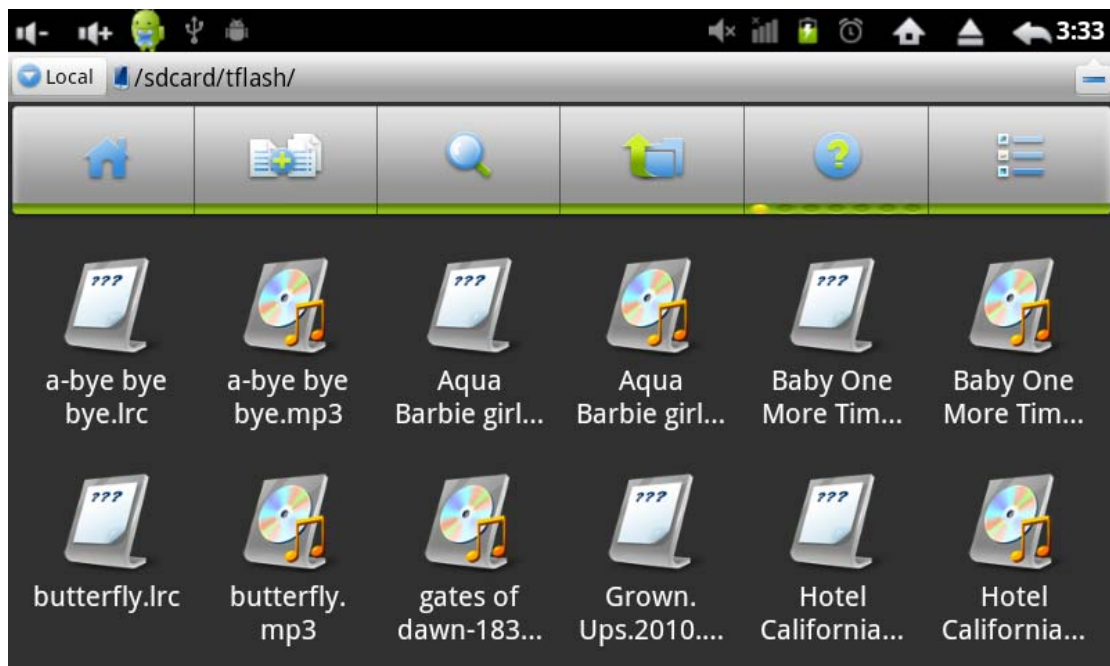 3:33
Local /sdcard/tflash/
?
??? ??? ???
a-bye bye a-bye bye Aqua Aqua Baby One Baby One
bye.lrc bye.mp3 Barbie girl... Barbie girl... More Tim... More Tim...
??? ??? ???
butterfly.lrc butterfly. gates of Grown. Hotel Hotel
mp3 dawn-183... Ups.2010.... California... California...